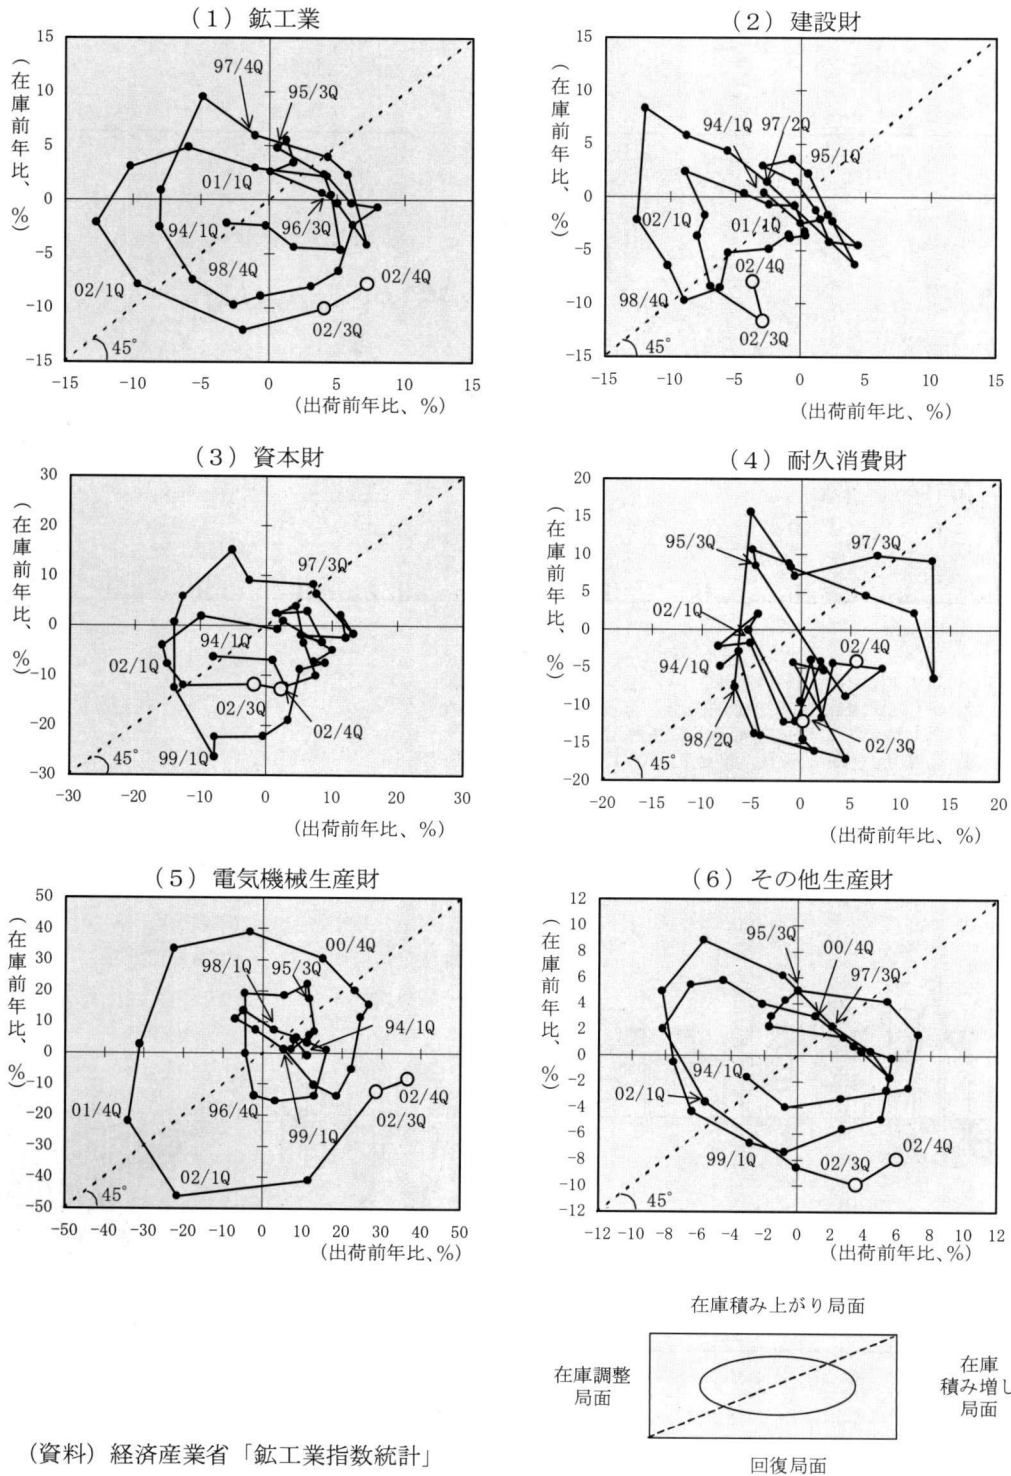 (1) 鉱工業
(在庫前年比、%)
15
10
5
0
-5
-10
-15
97/4Q
95/3Q
01/1Q
96/3Q
94/1Q
98/4Q
02/4Q
02/1Q
02/3Q
45°
-15 -10 -5 0 5 10 15
(出荷前年比、%)
(2) 建設財
(在庫前年比、%)
15
10
5
0
-5
-10
-15
94/1Q
97/2Q
95/1Q
02/1Q
01/1Q
02/4Q
98/4Q
02/3Q
45°
-15 -10 -5 0 5 10 15
(出荷前年比、%)
(3) 資本財
(在庫前年比、%)
30
20
10
0
-10
-20
-30
97/3Q
94/1Q
02/1Q
02/3Q
02/4Q
99/1Q
45°
-30 -20 -10 0 10 20 30
(出荷前年比、%)
(4) 耐久消費財
(在庫前年比、%)
20
15
10
5
0
-5
-10
-15
-20
95/3Q
97/3Q
02/1Q
02/4Q
94/1Q
98/2Q
02/3Q
45°
-20 -15 -10 -5 0 5 10 15 20
(出荷前年比、%)
(5) 電気機械生産財
(在庫前年比、%)
50
40
30
20
10
0
-10
-20
-30
-40
-50
00/4Q
98/1Q
95/3Q
94/1Q
01/4Q
96/4Q
02/4Q
02/3Q
99/1Q
02/1Q
45°
-50 -40 -30 -20 -10 0 10 20 30 40 50
(出荷前年比、%)
(6) その他生産財
(在庫前年比、%)
12
10
8
6
4
2
0
-2
-4
-6
-8
-10
-12
95/3Q
00/4Q
97/3Q
94/1Q
02/1Q
99/1Q
02/3Q
02/4Q
45°
-12 -10 -8 -6 -4 -2 0 2 4 6 8 10 12
(出荷前年比、%)
在庫積み上がり局面
在庫調整
局面
在庫
積み増し
局面
回復局面
(資料) 経済産業省「鉱工業指数統計」